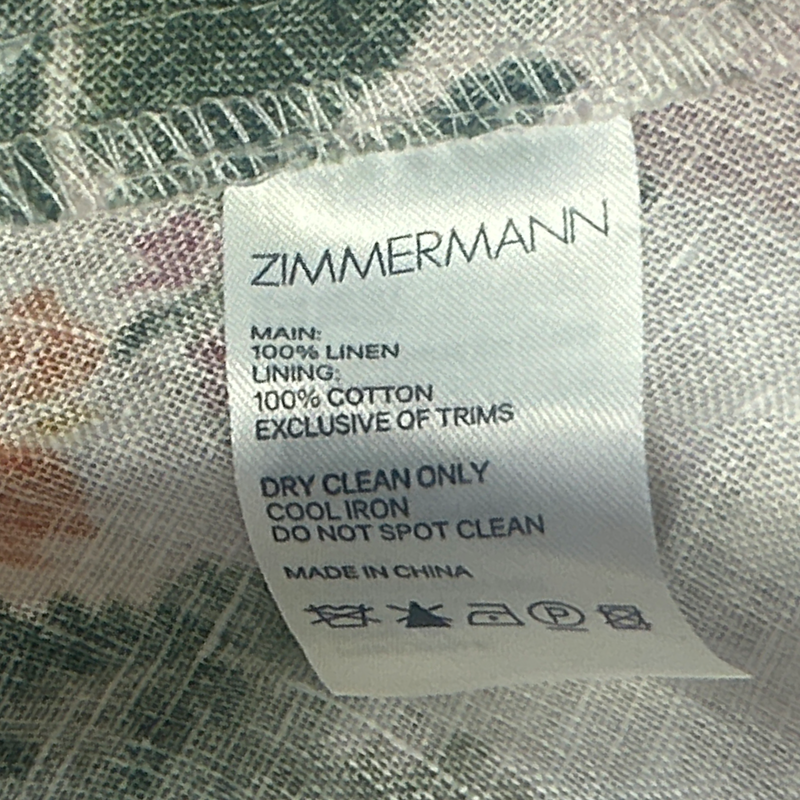 ZIMMERMANN
MAIN:
100% LINEN
LINING:
100% COTTON
EXCLUSIVE OF TRIMS
DRY CLEAN ONLY
COOL IRON
DO NOT SPOT CLEAN
MADE IN CHINA
P